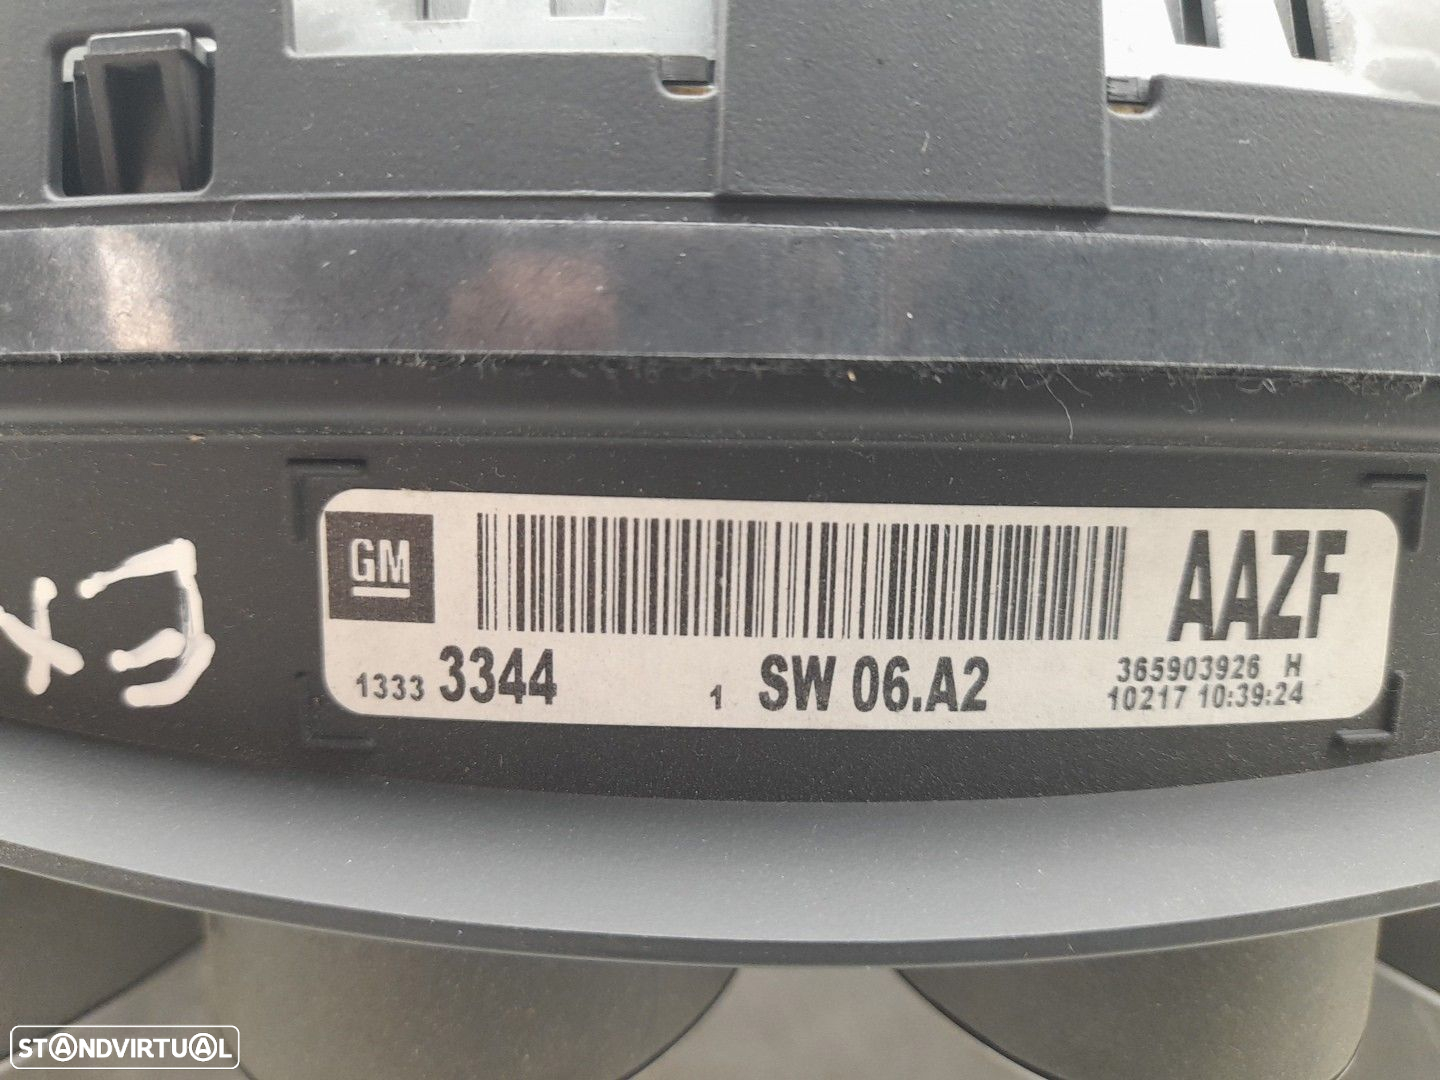 GM
AAZF
1333 3344
1 SW 06.A2
365903926 H
10217 10:39:24
STANDVIRTUAL